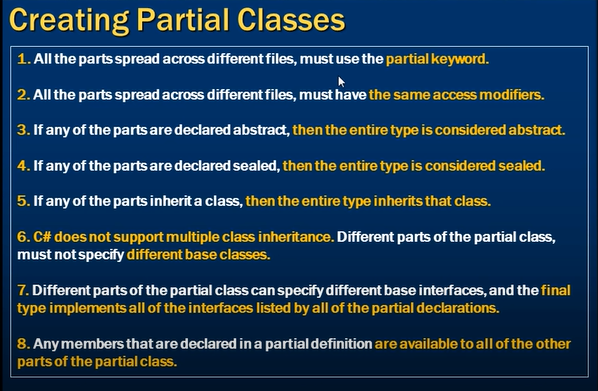 Creating Partial Classes
1. All the parts spread across different files, must use the partial keyword.
2. All the parts spread across different files, must have the same access modifiers.
3. If any of the parts are declared abstract, then the entire type is considered abstract.
4. If any of the parts are declared sealed, then the entire type is considered sealed.
5. If any of the parts inherit a class, then the entire type inherits that class.
6. C# does not support multiple class inheritance. Different parts of the partial class,
must not specify different base classes.
7. Different parts of the partial class can specify different base interfaces, and the final
type implements all of the interfaces listed by all of the partial declarations.
8. Any members that are declared in a partial definition are available to all of the other
parts of the partial class.